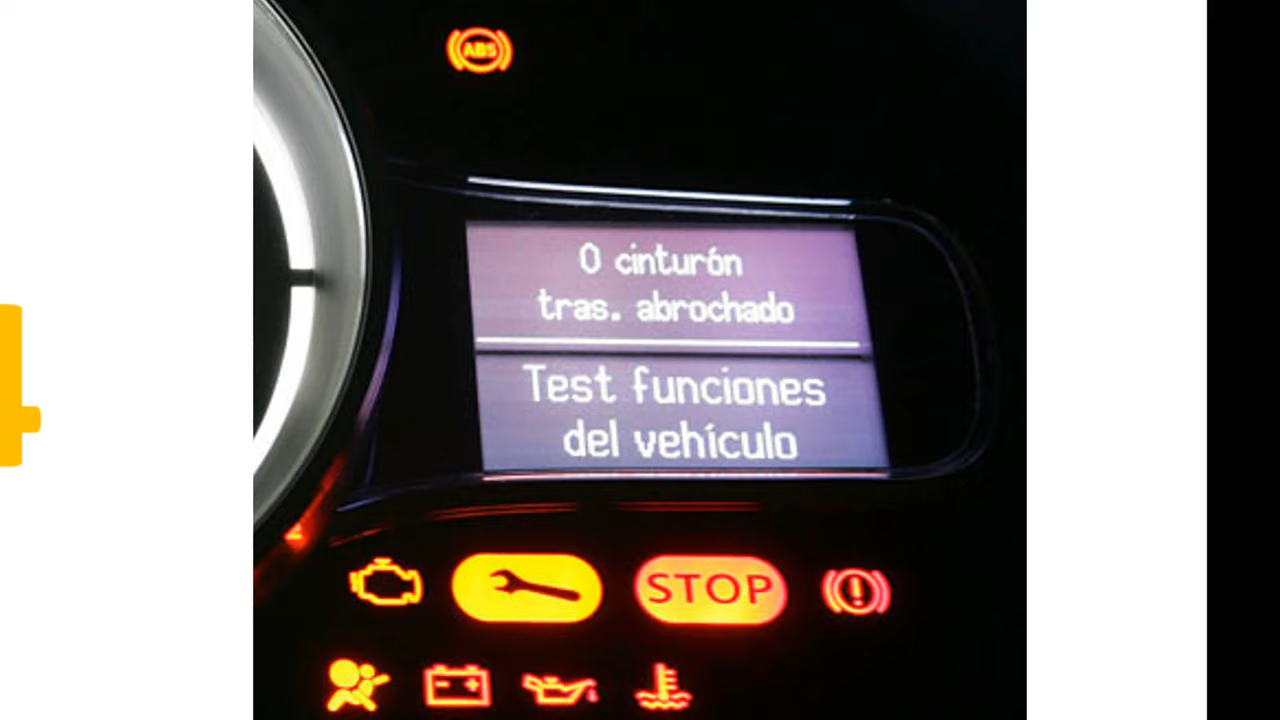 ABS
0 cinturón
tras. abrochado
Test funciones
del vehículo
STOP